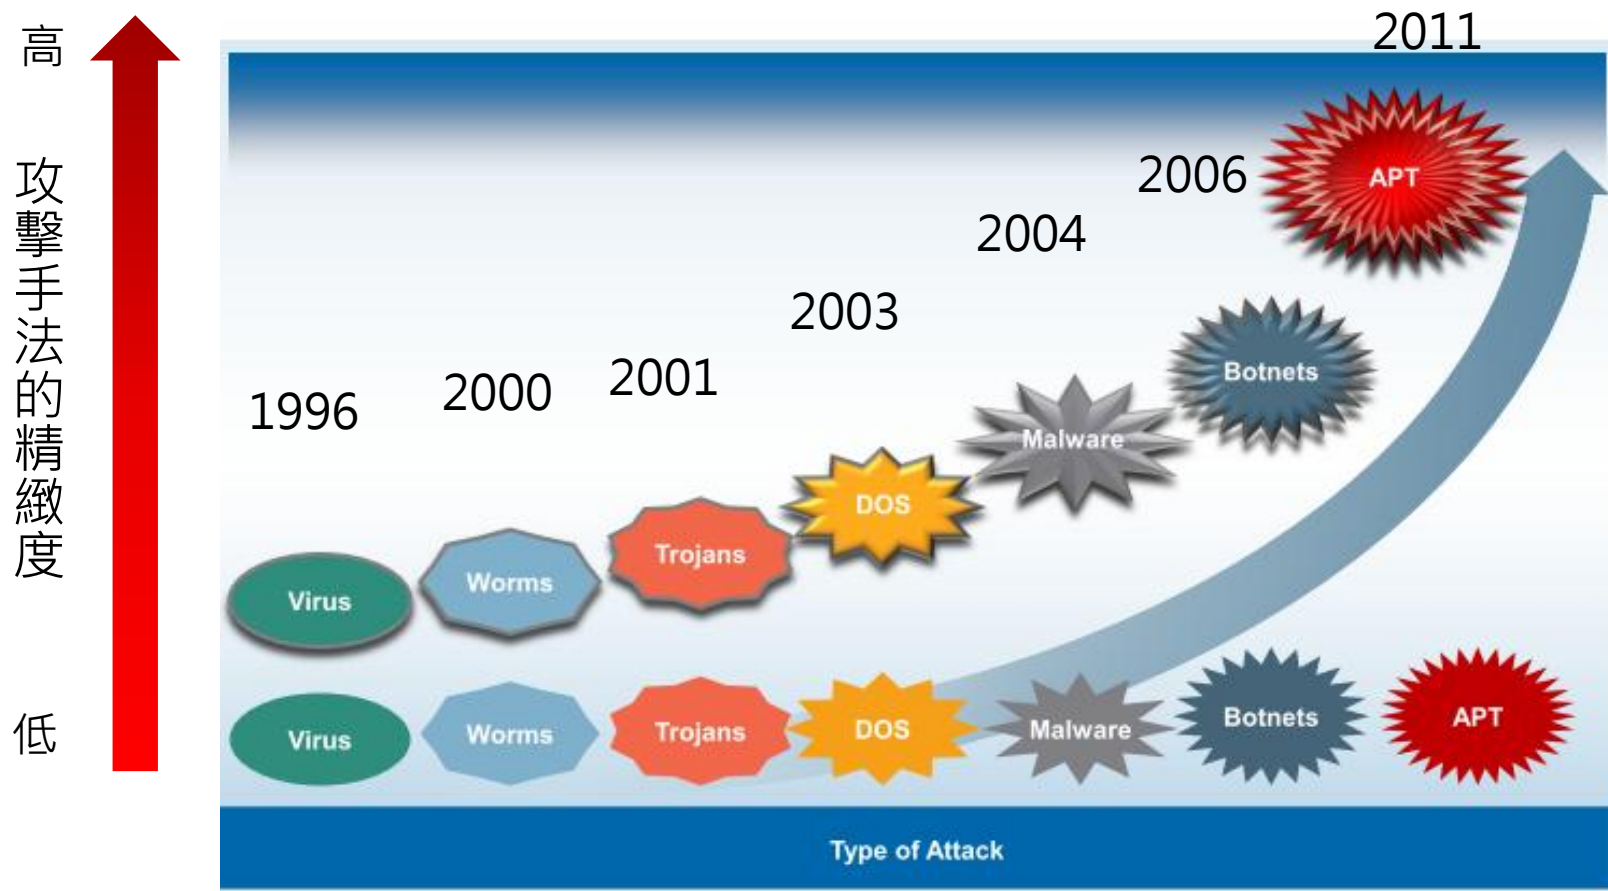 高
攻擊手法的精緻度
低
2011
2006
APT
2004
2003
Botnets
2001
2000
1996
Malware
DOS
Trojans
Worms
Virus
Virus
Worms
Trojans
DOS
Malware
Botnets
APT
Type of Attack